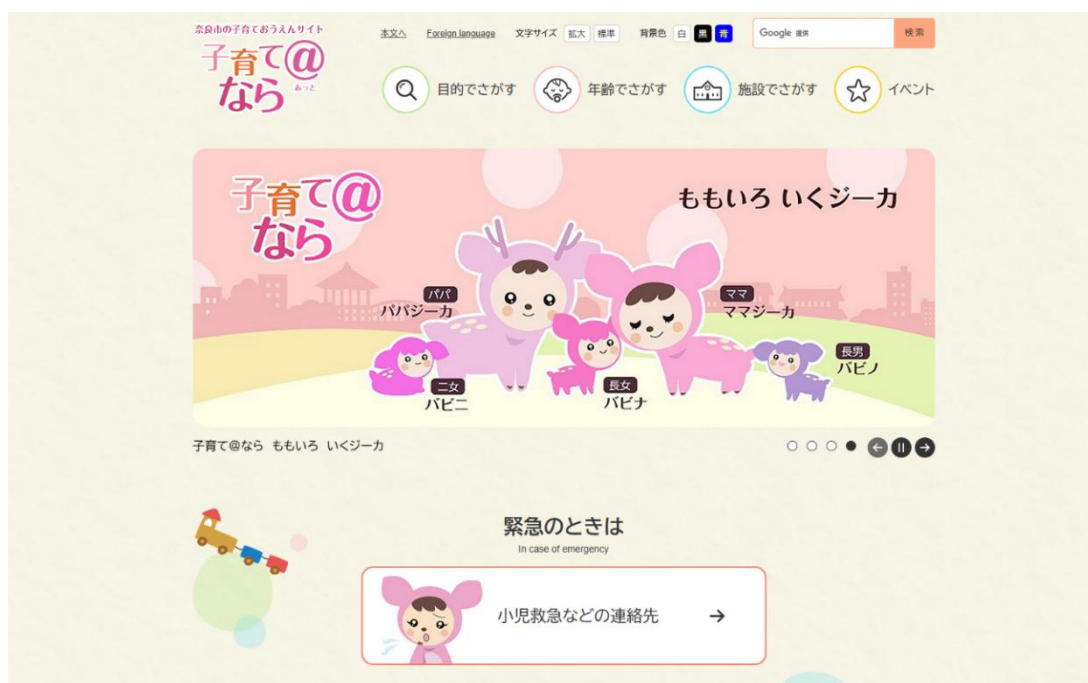 奈良市の子育ておうえんサイト
子育て@なら
あっと
本文へ Foreign language 文字サイズ 拡大 標準 背景色 白 黒 青 Google 提供 検索
目的でさがす 年齢でさがす 施設でさがす イベント
子育て@
なら
ももいろ いくジーカ
パパ
パパジーカ
ママ
ママジーカ
長男
バビノ
二女
バビニ
長女
バビナ
子育て@なら ももいろ いくジーカ
緊急のときは
In case of emergency
小児救急などの連絡先